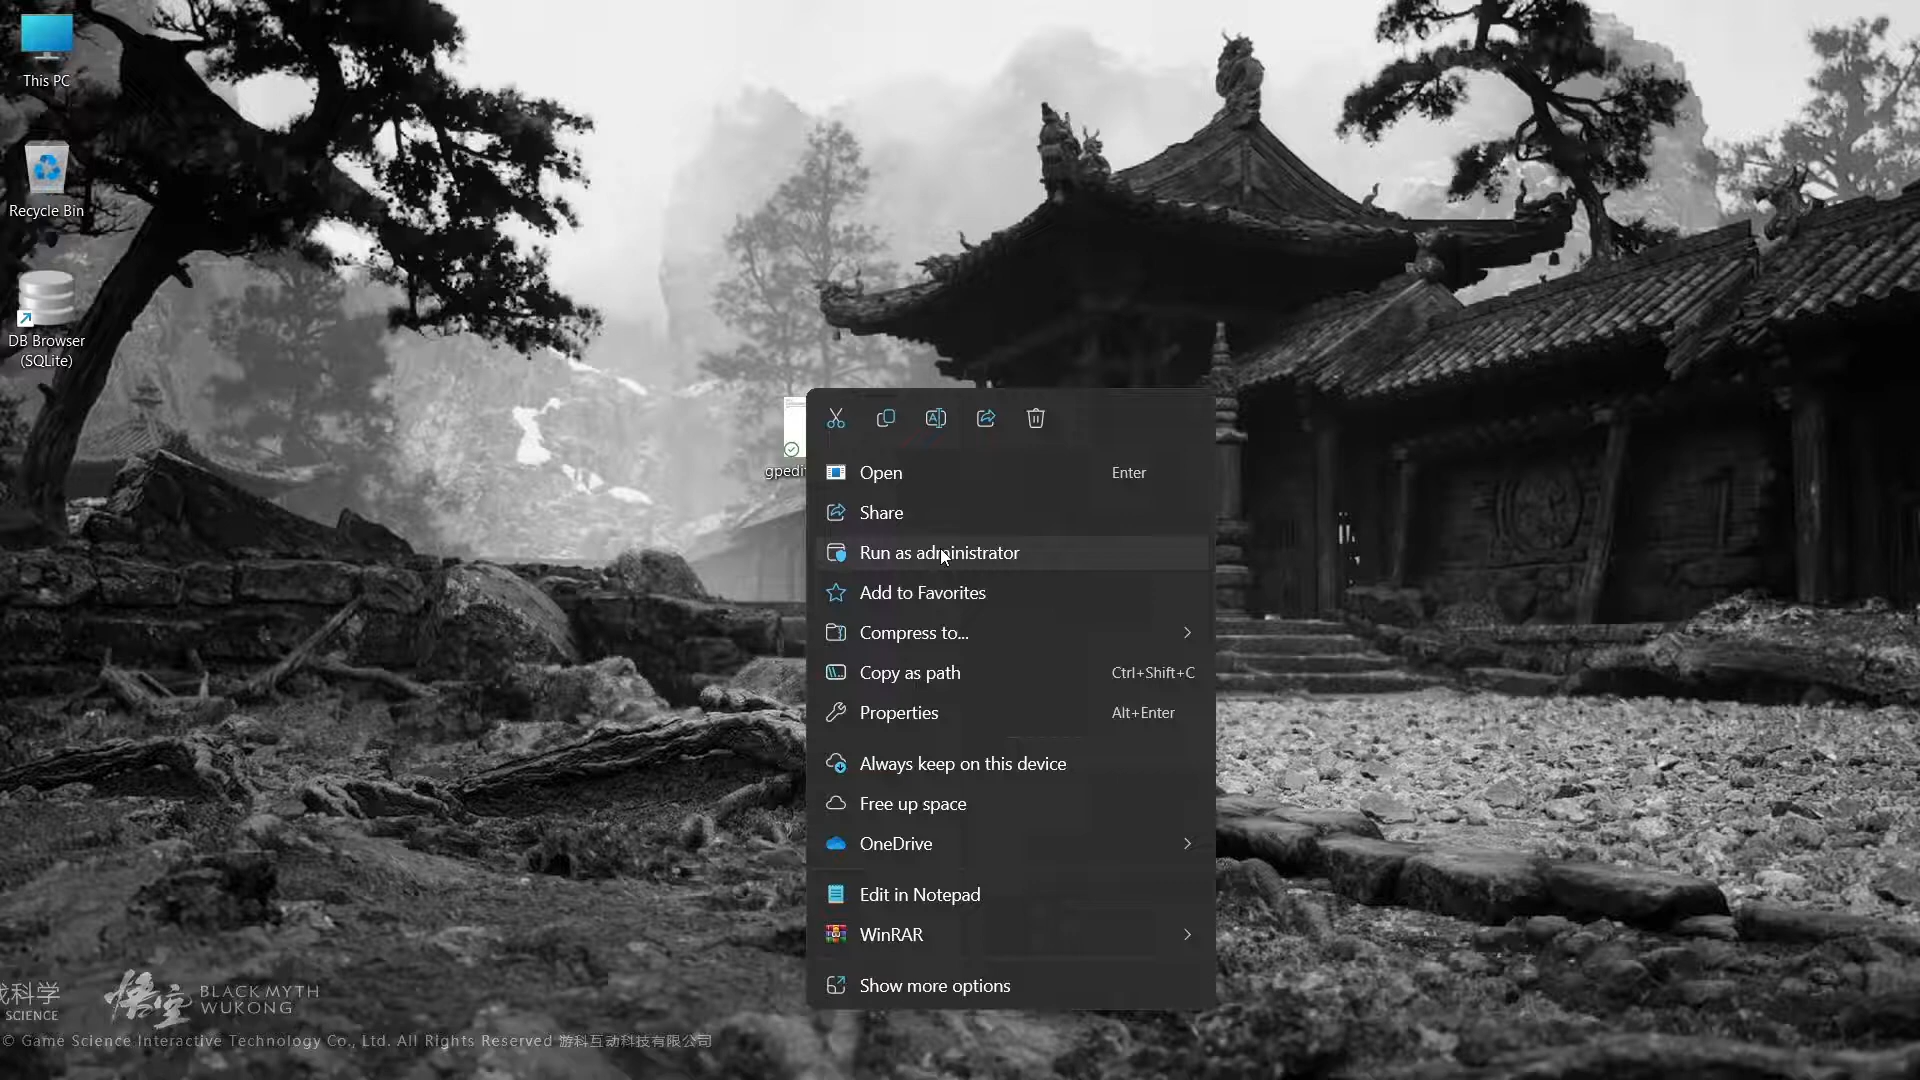 This PC
Recycle Bin
DB Browser
(SQLite)
Open Enter
Share
Run as administrator
Add to Favorites
Compress to...
Copy as path Ctrl+Shift+C
Properties Alt+Enter
Always keep on this device
Free up space
OneDrive
Edit in Notepad
WinRAR
Show more options
科学
SCIENCE
悟空
BLACK MYTH
WUKONG
© Game Science Interactive Technology Co., Ltd. All Rights Reserved 游科互动科技有限公司